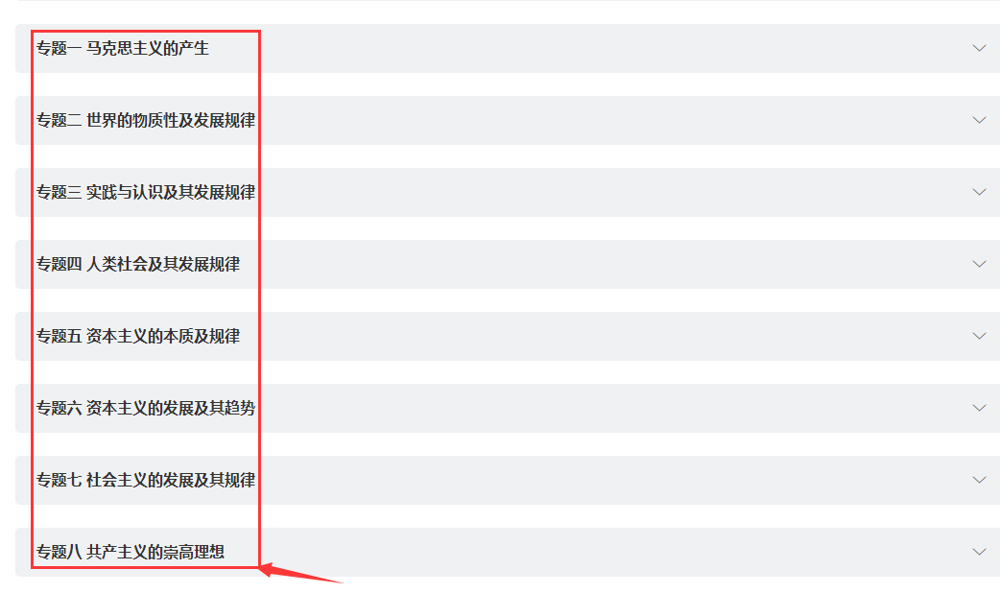 专题一 马克思主义的产生
专题二 世界的物质性及发展规律
专题三 实践与认识及其发展规律
专题四 人类社会及其发展规律
专题五 资本主义的本质及规律
专题六 资本主义的发展及其趋势
专题七 社会主义的发展及其规律
专题八 共产主义的崇高理想